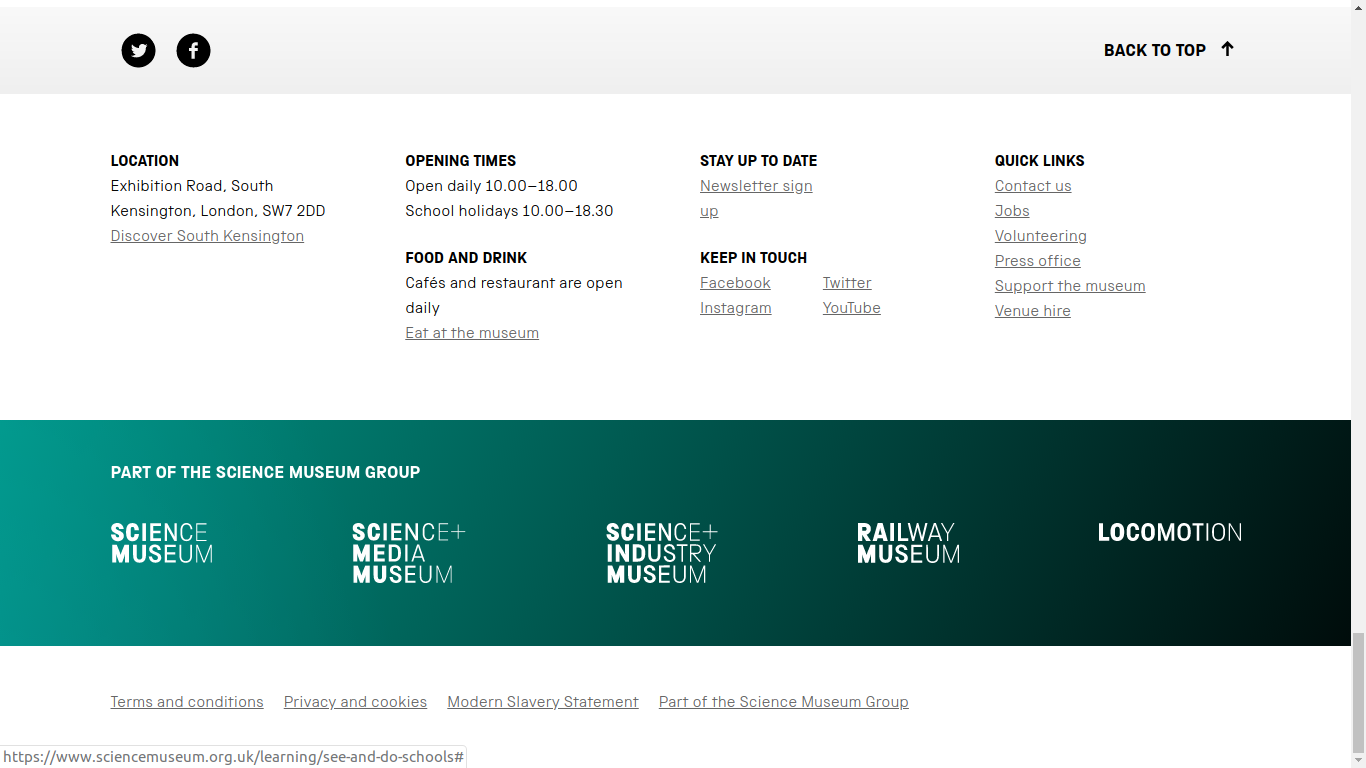 BACK TO TOP
LOCATION
Exhibition Road, South
Kensington, London, SW7 2DD
Discover South Kensington
OPENING TIMES
Open daily 10.00–18.00
School holidays 10.00–18.30
FOOD AND DRINK
Cafés and restaurant are open
daily
Eat at the museum
STAY UP TO DATE
Newsletter sign
up
KEEP IN TOUCH
Facebook
Twitter
Instagram
YouTube
QUICK LINKS
Contact us
Jobs
Volunteering
Press office
Support the museum
Venue hire
PART OF THE SCIENCE MUSEUM GROUP
SCIENCE
MUSEUM
SCIENCE+
MEDIA
MUSEUM
SCIENCE+
INDUSTRY
MUSEUM
RAILWAY
MUSEUM
LOCOMOTION
Terms and conditions
Privacy and cookies
Modern Slavery Statement
Part of the Science Museum Group
https://www.sciencemuseum.org.uk/learning/see-and-do-schools#